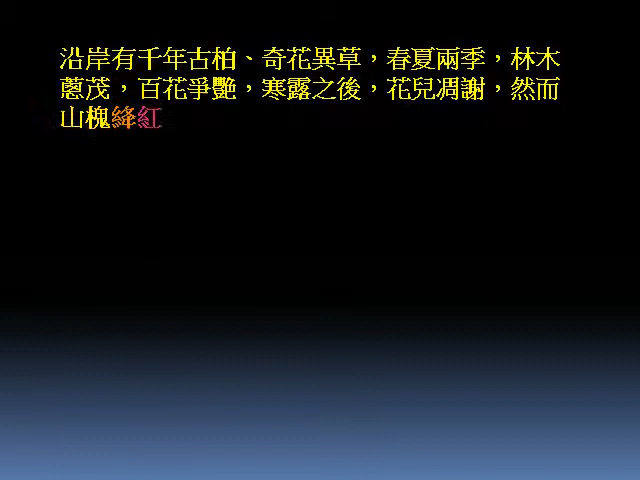 沿岸有千年古柏、奇花異草，春夏兩季，林木
蔥茂，百花爭艷，寒露之後，花兒凋謝，然而
山槐絳紅